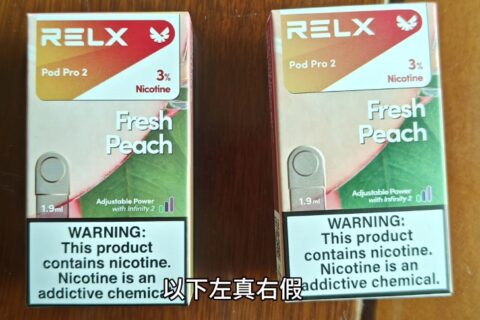 RELX
Pod Pro 2
3%
Nicotine
Fresh
Peach
1.9ml
Adjustable Power
with Infinity 2
WARNING:
This product
contains nicotine.
Nicotine is an
addictive chemical.
RELX
Pod Pro 2
3%
Nicotine
Fresh
Peach
1.9ml
Adjustable Power
with Infinity 2
WARNING:
This product
contains nicotine.
Nicotine is an
addictive chemical.
以下左真右假